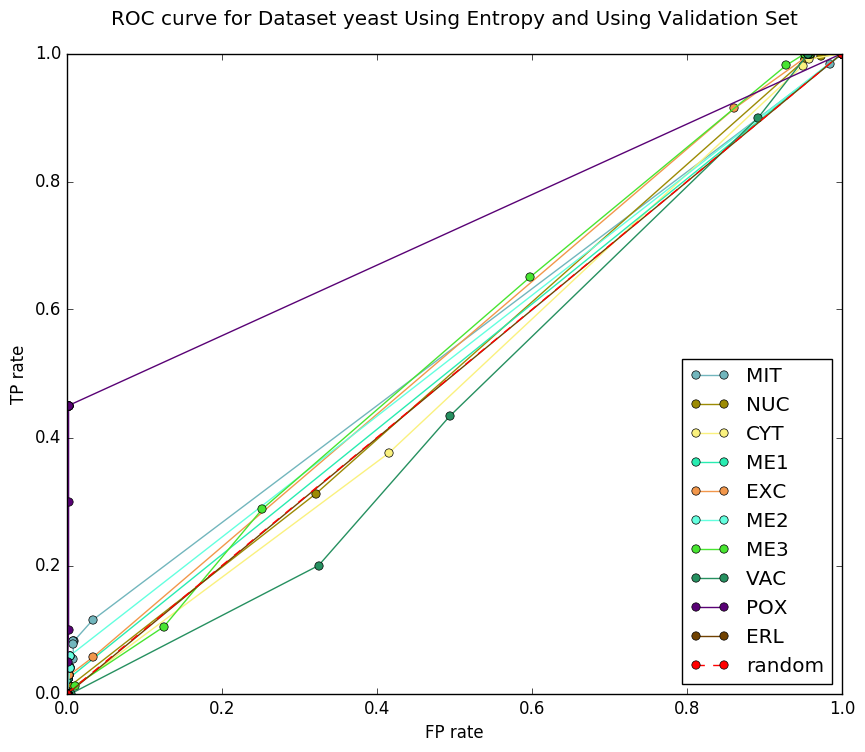 ROC curve for Dataset yeast Using Entropy and Using Validation Set
1.0
0.8
0.6
0.4
0.2
0.0
TP rate
MIT
NUC
CYT
ME1
EXC
ME2
ME3
VAC
POX
ERL
random
0.0 0.2 0.4 0.6 0.8 1.0
FP rate